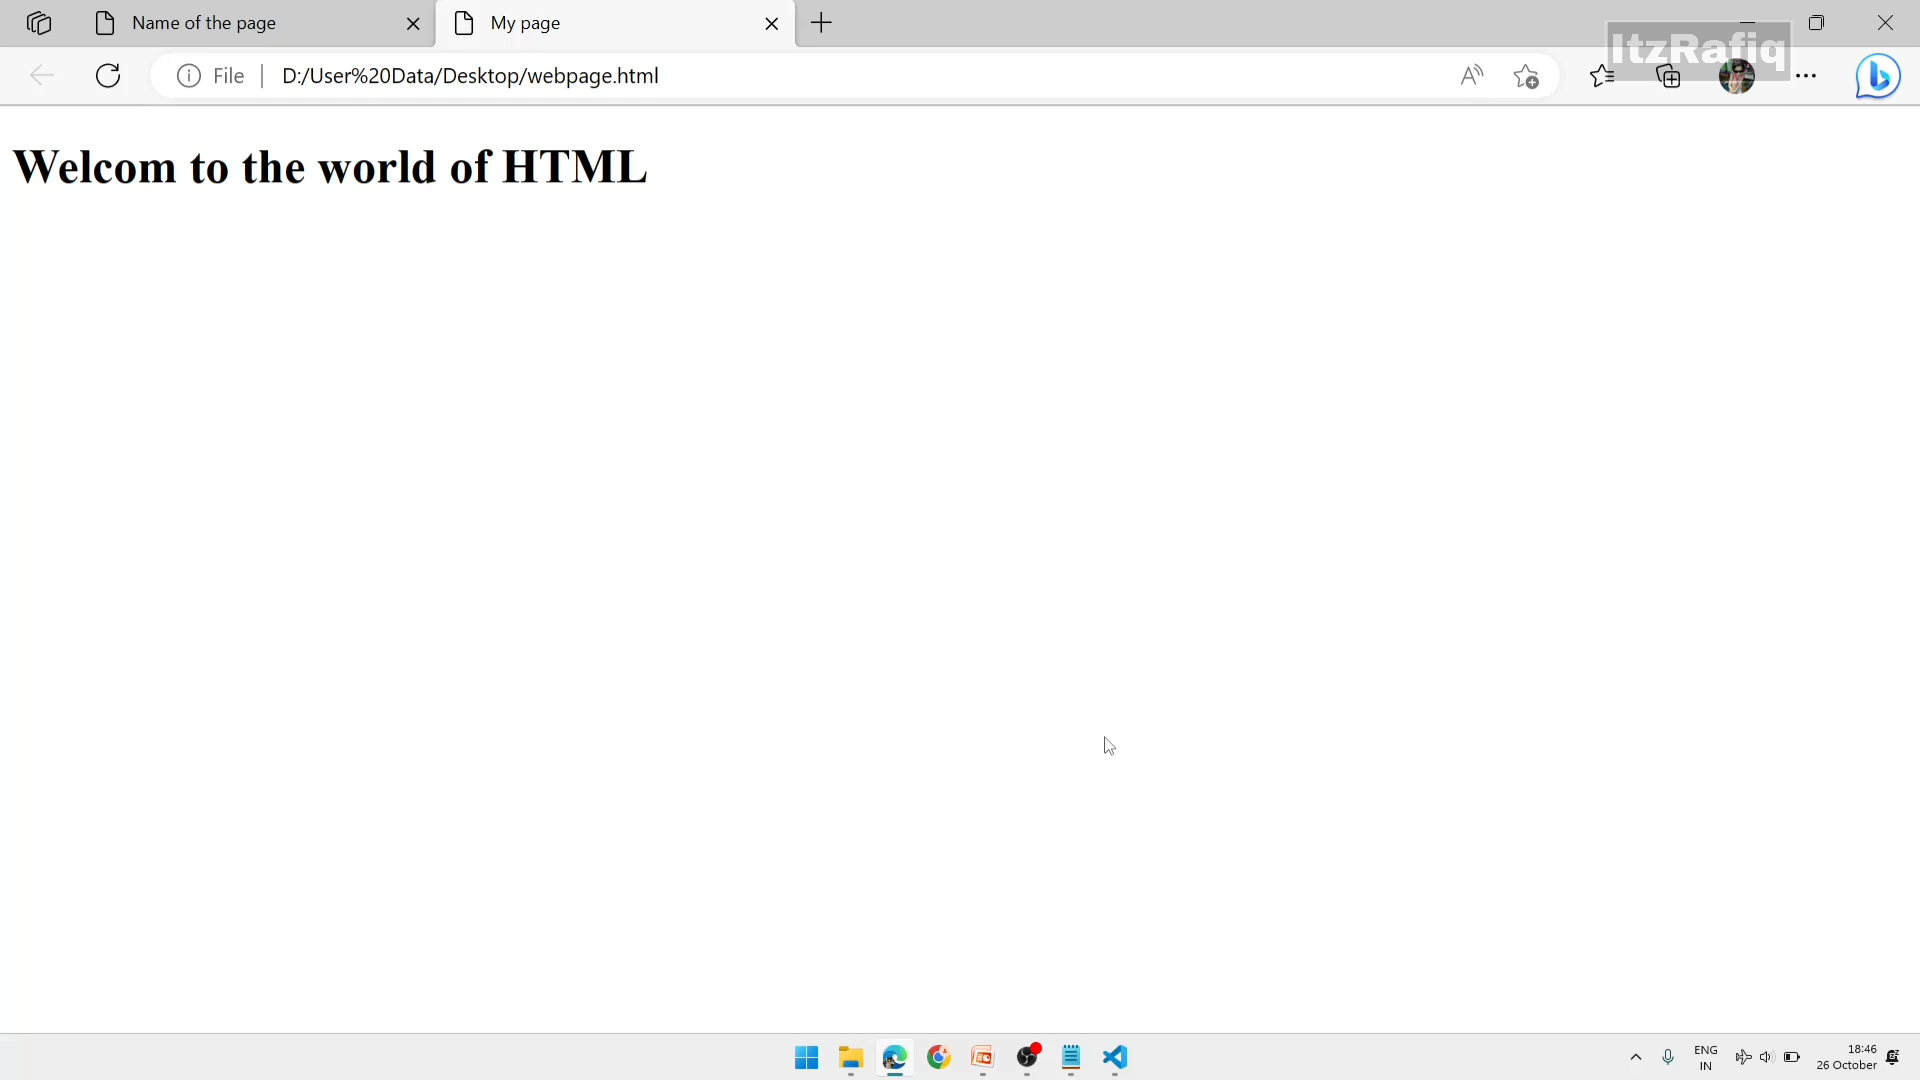 Name of the page
My page
ItzRafiq
File
D:/User%20Data/Desktop/webpage.html
Welcom to the world of HTML
ENG
IN
18:46
26 October